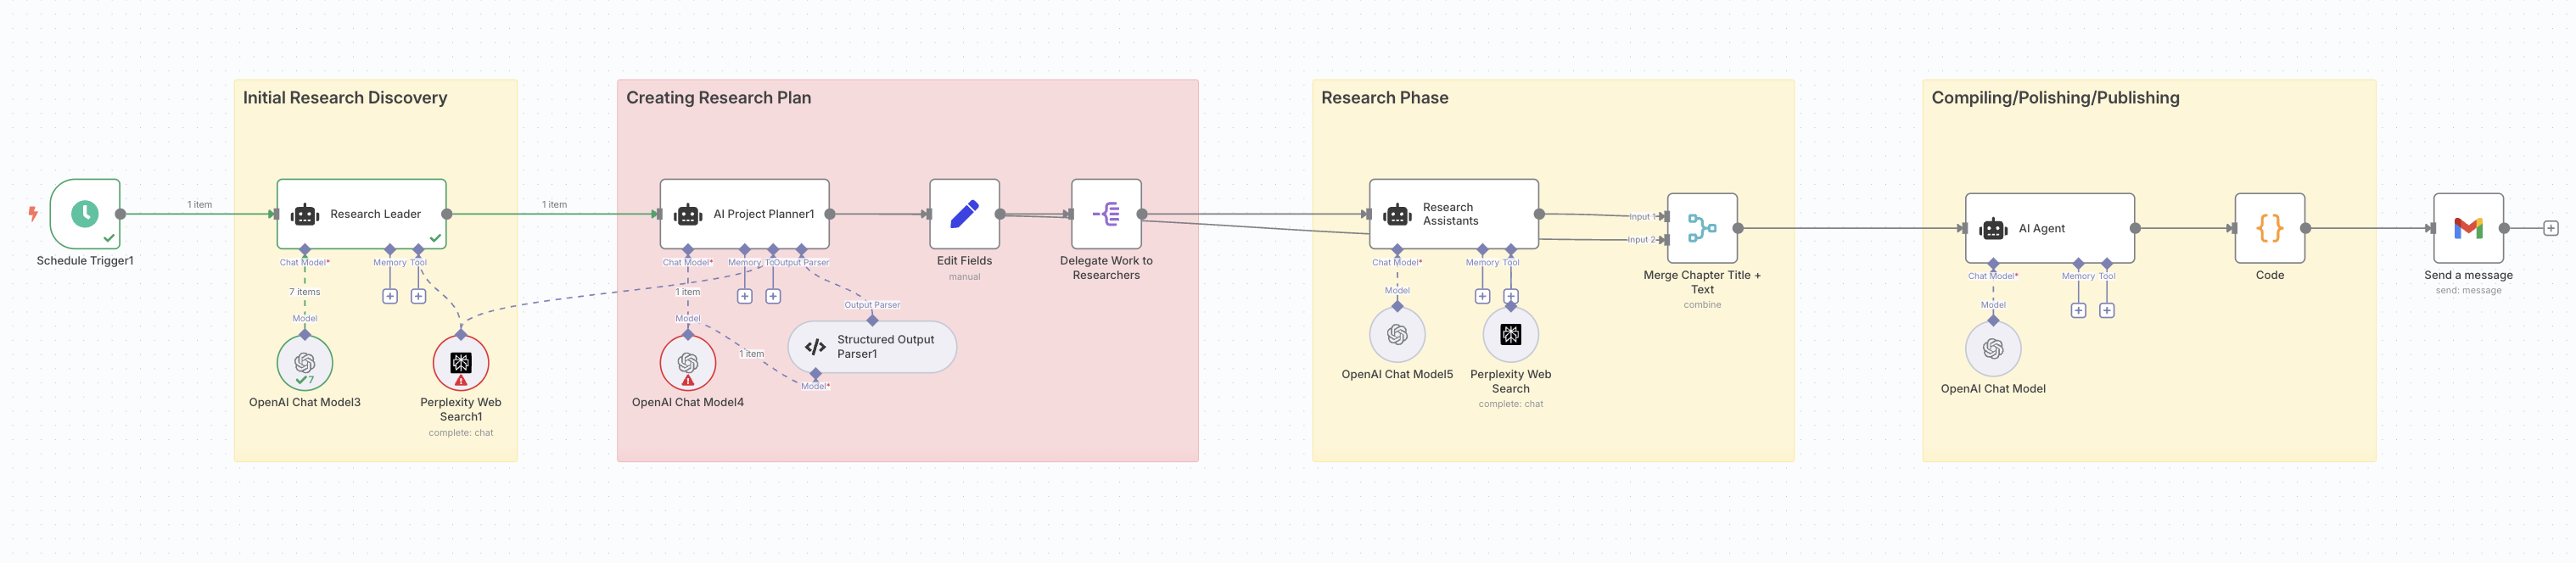 Initial Research Discovery
Creating Research Plan
Research Phase
Compiling/Polishing/Publishing
Schedule Trigger1
1 item
Research Leader
Chat Model*
Memory
Tool
7 items
Model
OpenAI Chat Model3
7
Perplexity Web
Search1
complete: chat
1 item
AI Project Planner1
Chat Model*
Memory
To
Output Parser
1 item
Model
OpenAI Chat Model4
1 item
Output Parser
Structured Output
Parser1
Model*
Edit Fields
manual
Delegate Work to
Researchers
Research
Assistants
Chat Model*
Memory
Tool
Model
OpenAI Chat Model5
Perplexity Web
Search
complete: chat
Input 1
Input 2
Merge Chapter Title +
Text
combine
AI Agent
Chat Model*
Memory
Tool
Model
OpenAI Chat Model
Code
Send a message
send: message